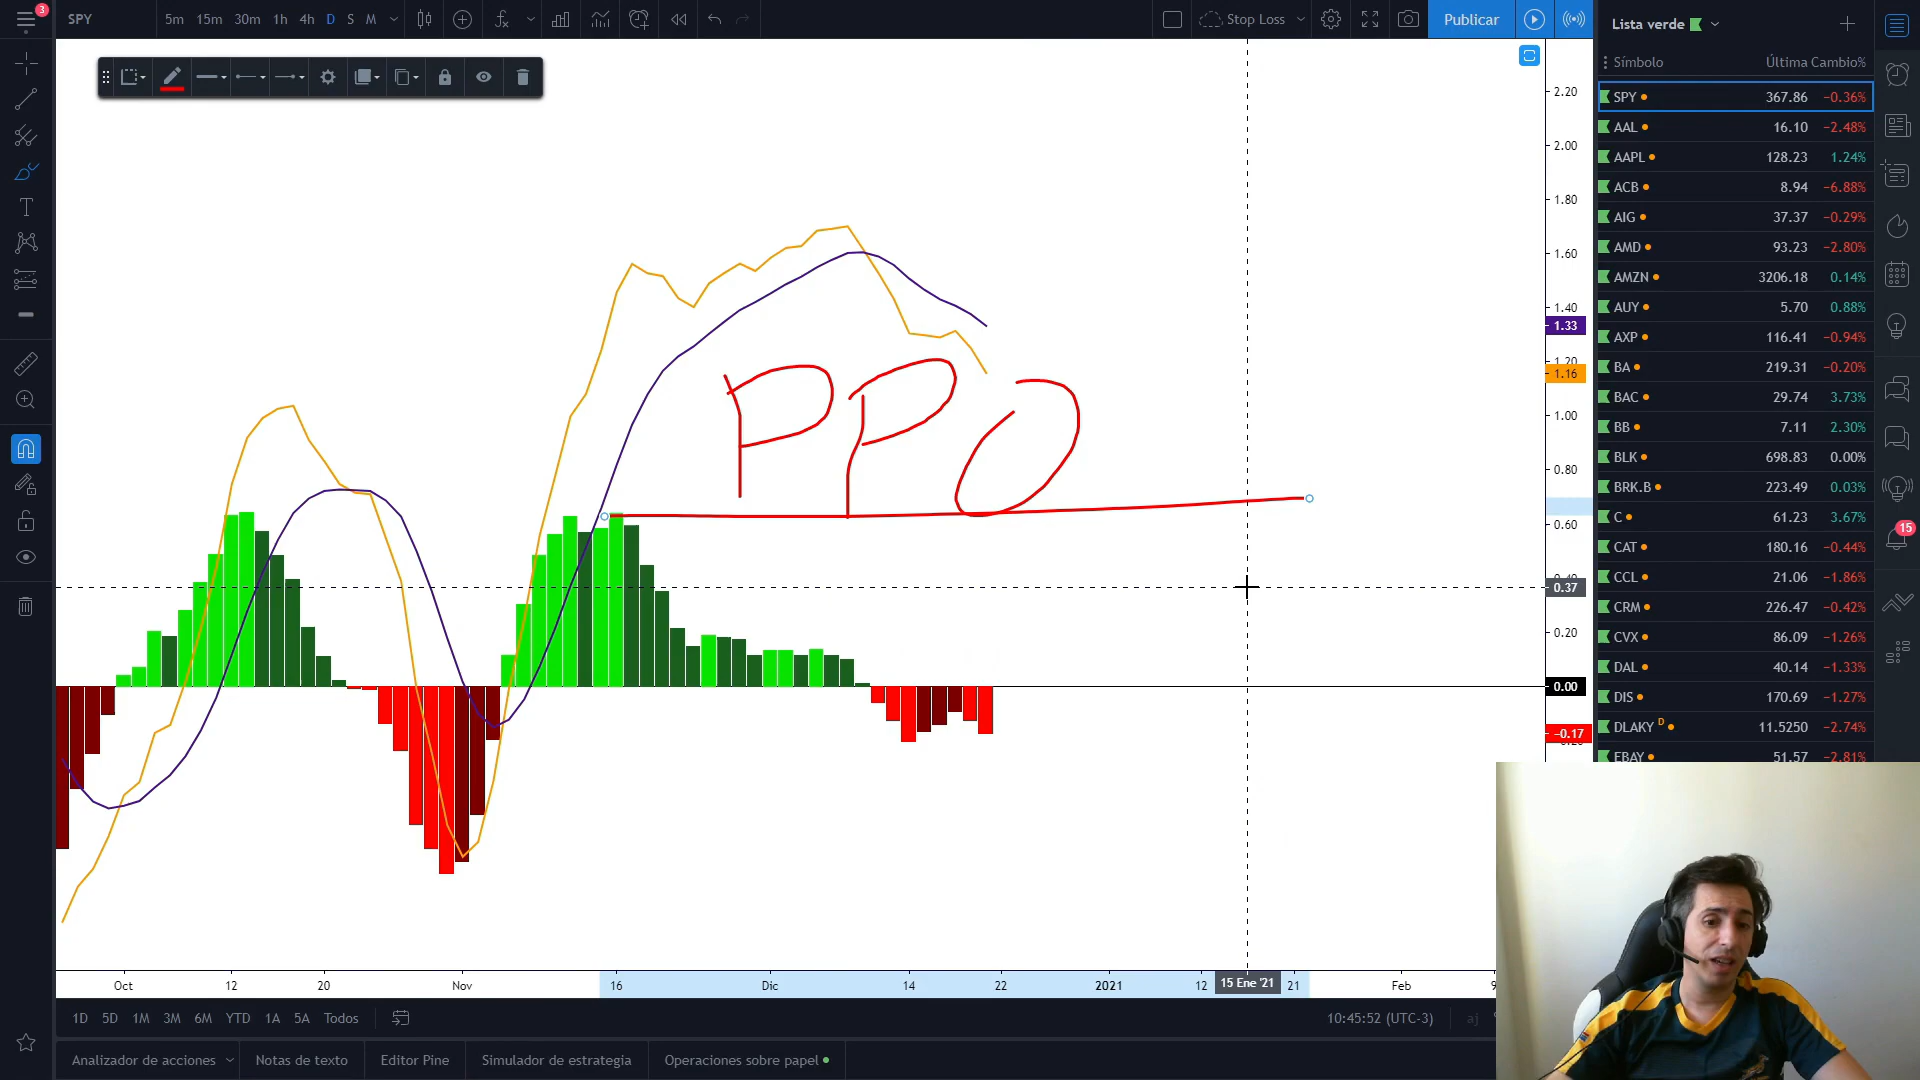 3
SPY 5m 15m 30m 1h 4h D S M Stop Loss Publicar
Lista verde
Símbolo Última Cambio%
SPY 367.86 −0.36%
AAL 16.10 −2.48%
AAPL 128.23 1.24%
ACB 8.94 −6.88%
AIG 37.37 −0.29%
AMD 93.23 −2.80%
AMZN 3206.18 0.14%
AUY 5.70 0.88%
AXP 116.41 −0.94%
BA 219.31 −0.20%
BAC 29.74 3.73%
BB 7.11 2.30%
BLK 698.83 0.00%
BRK.B 223.49 0.03%
C 61.23 3.67%
CAT 180.16 −0.44%
CCL 21.06 −1.86%
CRM 226.47 −0.42%
CVX 86.09 −1.26%
DAL 40.14 −1.33%
DIS 170.69 −1.27%
DLAKY D 11.5250 −2.74%
EBAY 51.57 −2.81%
15
2.20
2.00
1.80
1.60
1.40
1.33
1.20
1.16
1.00
0.80
0.60
0.37
0.20
0.00
−0.17
PPO
Oct 12 20 Nov 16 Dic 14 22 2021 12 15 Ene '21 21 Feb
1D 5D 1M 3M 6M YTD 1A 5A Todos 10:45:52 (UTC-3) aj
Analizador de acciones Notas de texto Editor Pine Simulador de estrategia Operaciones sobre papel